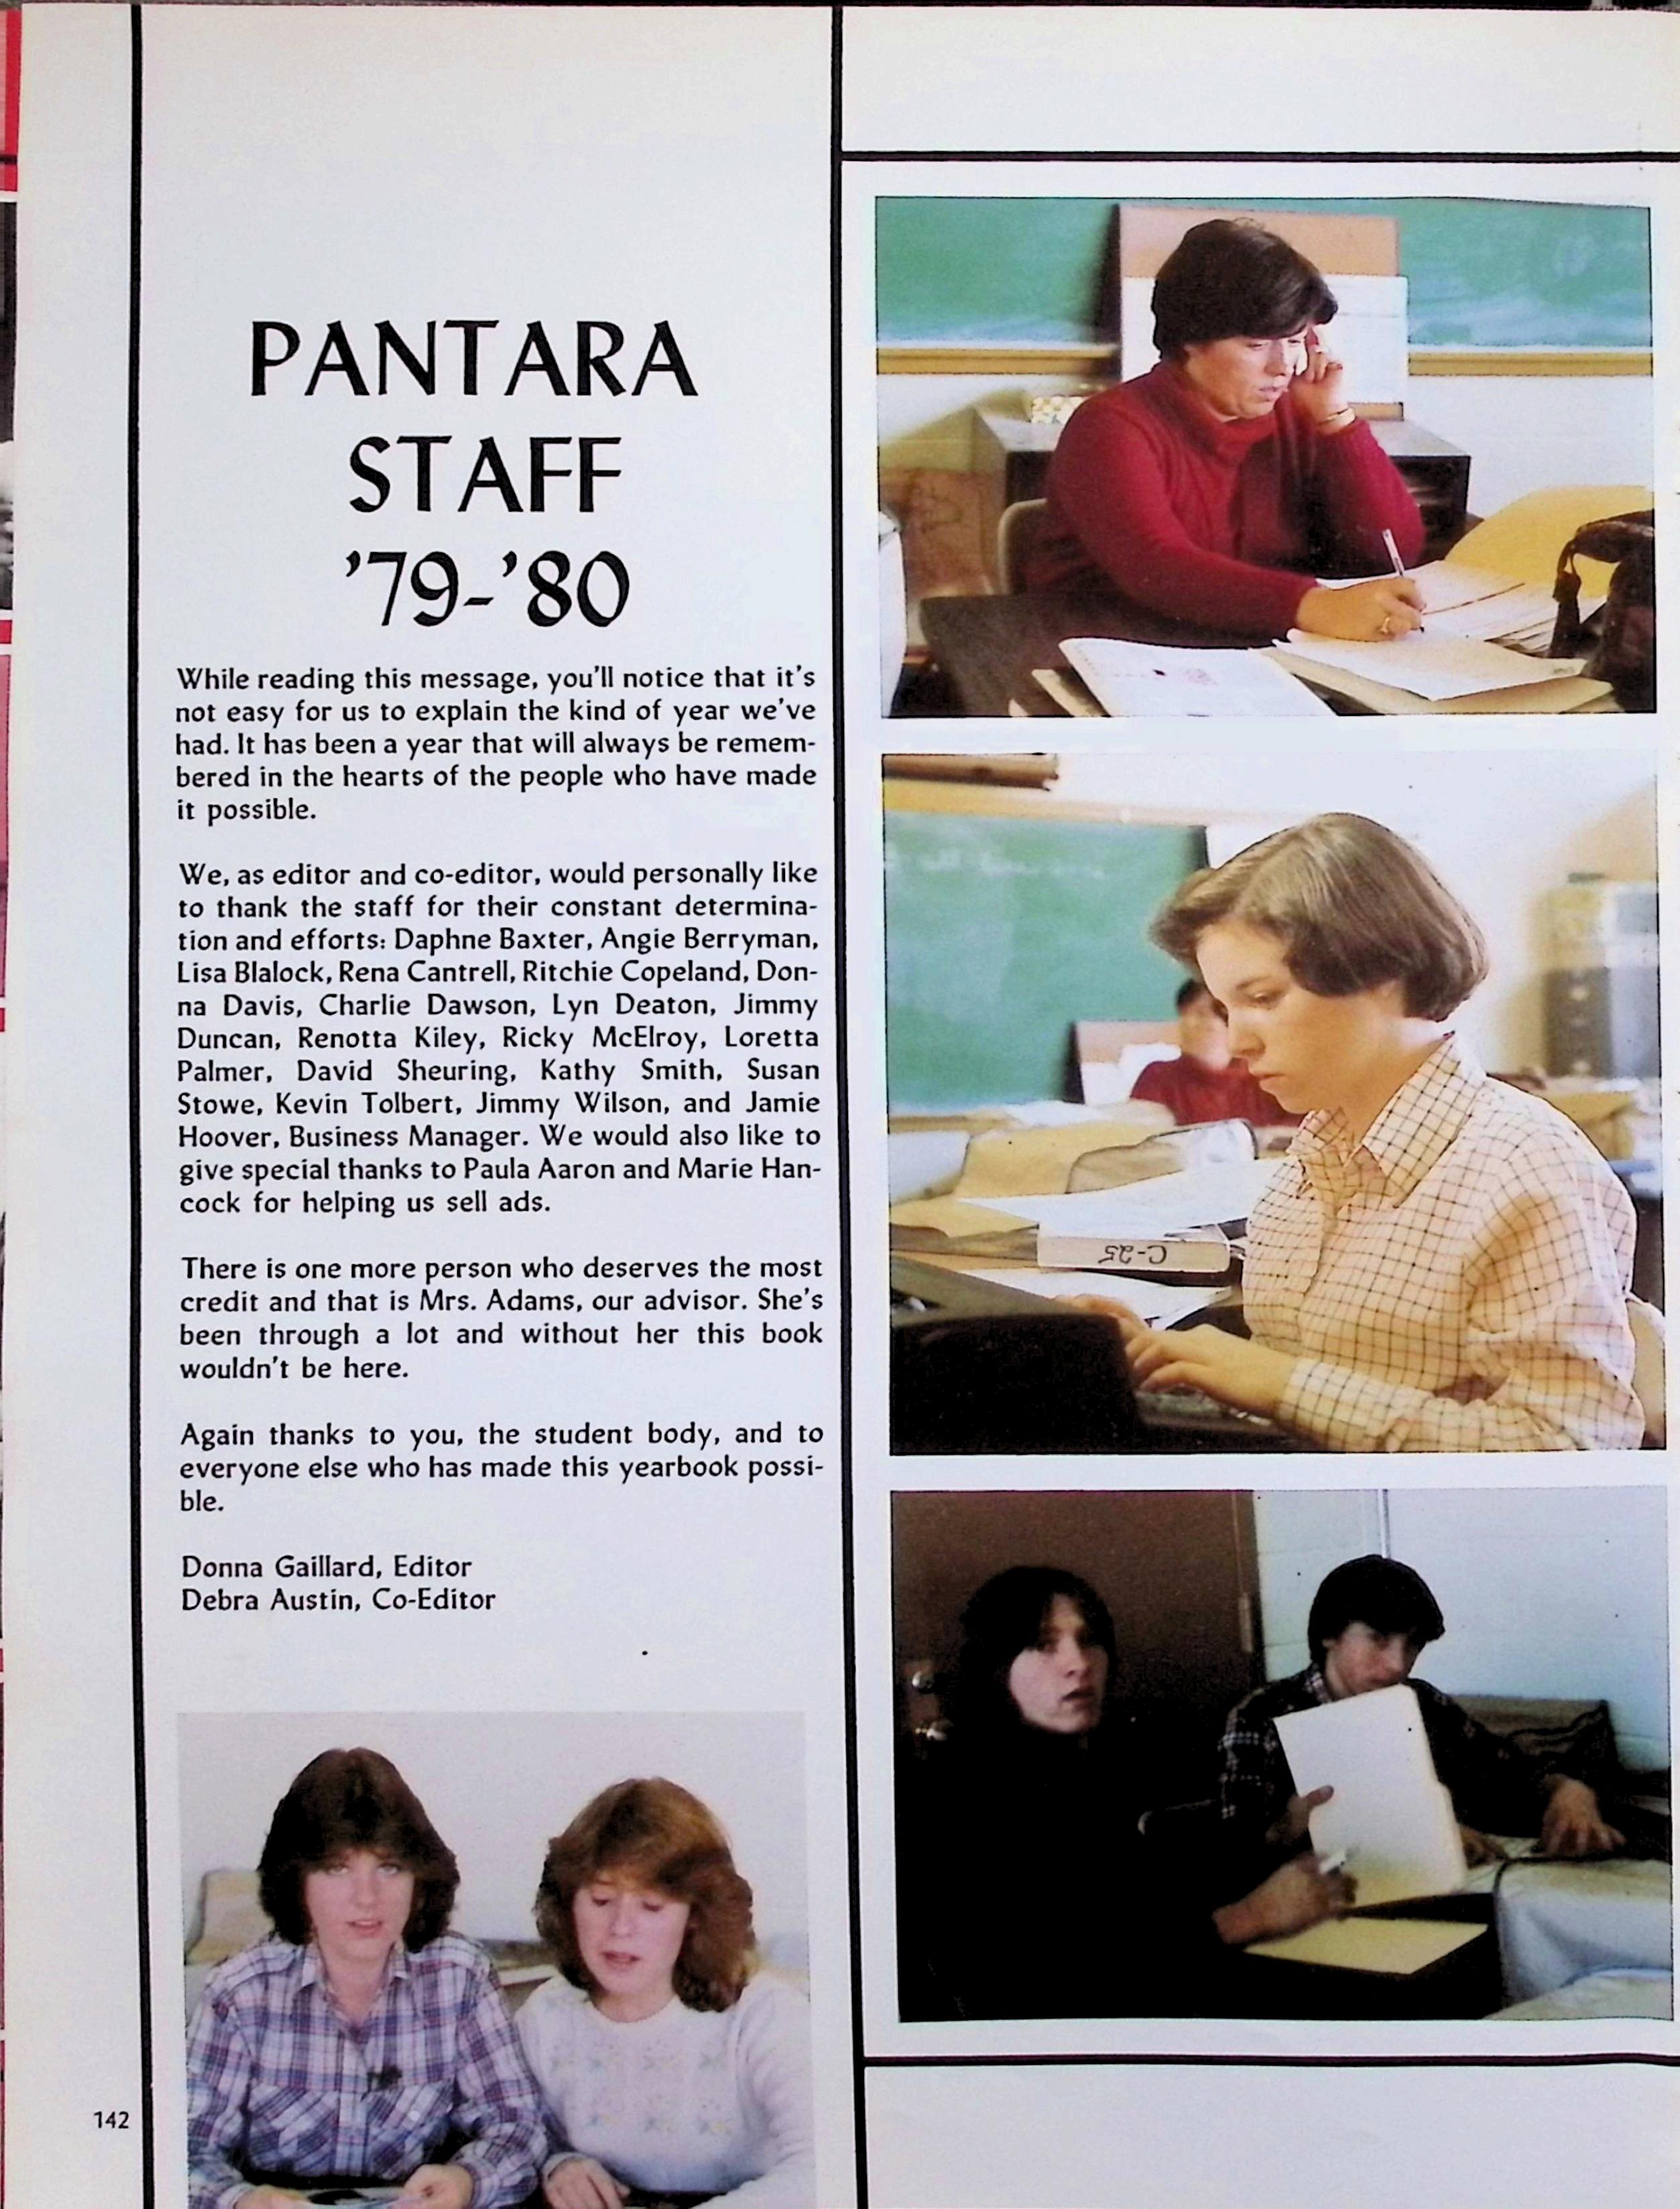 PANTARA
STAFF
'79-'80
While reading this message, you'll notice that it's
not easy for us to explain the kind of year we've
had. It has been a year that will always be remem-
bered in the hearts of the people who have made
it possible.
We, as editor and co-editor, would personally like
to thank the staff for their constant determina-
tion and efforts: Daphne Baxter, Angie Berryman,
Lisa Blalock, Rena Cantrell, Ritchie Copeland, Don-
na Davis, Charlie Dawson, Lyn Deaton, Jimmy
Duncan, Renotta Kiley, Ricky McElroy, Loretta
Palmer, David Sheuring, Kathy Smith, Susan
Stowe, Kevin Tolbert, Jimmy Wilson, and Jamie
Hoover, Business Manager. We would also like to
give special thanks to Paula Aaron and Marie Han-
cock for helping us sell ads.
There is one more person who deserves the most
credit and that is Mrs. Adams, our advisor. She's
been through a lot and without her this book
wouldn't be here.
Again thanks to you, the student body, and to
everyone else who has made this yearbook possi-
ble.
Donna Gaillard, Editor
Debra Austin, Co-Editor
142
C-25